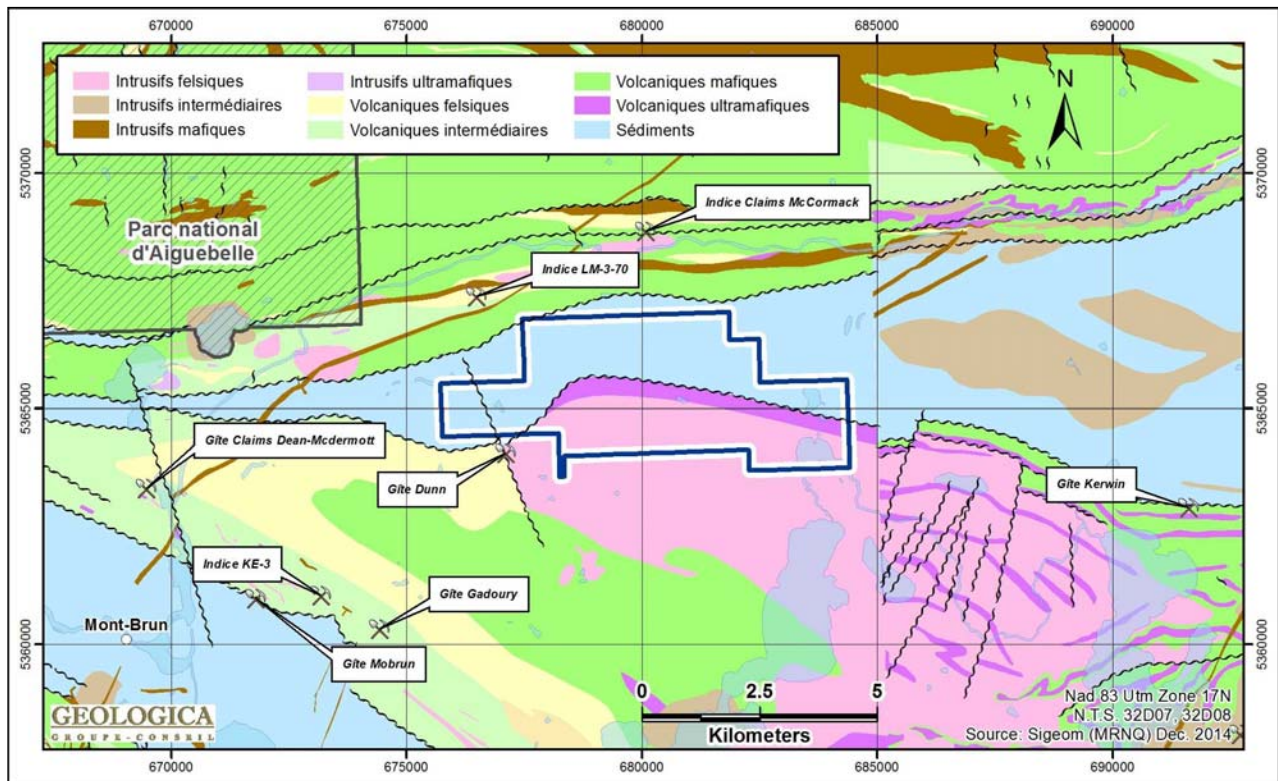 670000 675000 680000 685000 690000
Intrusifs felsiques
Intrusifs intermédiaires
Intrusifs mafiques
Intrusifs ultramafiques
Volcaniques felsiques
Volcaniques intermédiaires
Volcaniques mafiques
Volcaniques ultramafiques
Sédiments
N
5370000
5370000
Parc national
d'Aiguebelle
Indice Claims McCormack
Indice LM-3-70
5365000
5365000
Gîte Claims Dean-Mcdermott
Gîte Dunn
Gîte Kerwin
Indice KE-3
Gîte Gadoury
Mont-Brun
Gîte Mobrun
5360000
5360000
0 2.5 5
Kilometers
Nad 83 Utm Zone 17N
N.T.S. 32D07, 32D08
Source: Sigeom (MRNQ) Dec. 2014
GEOLOGICA
GROUPE-CONSEIL
670000 675000 680000 685000 690000